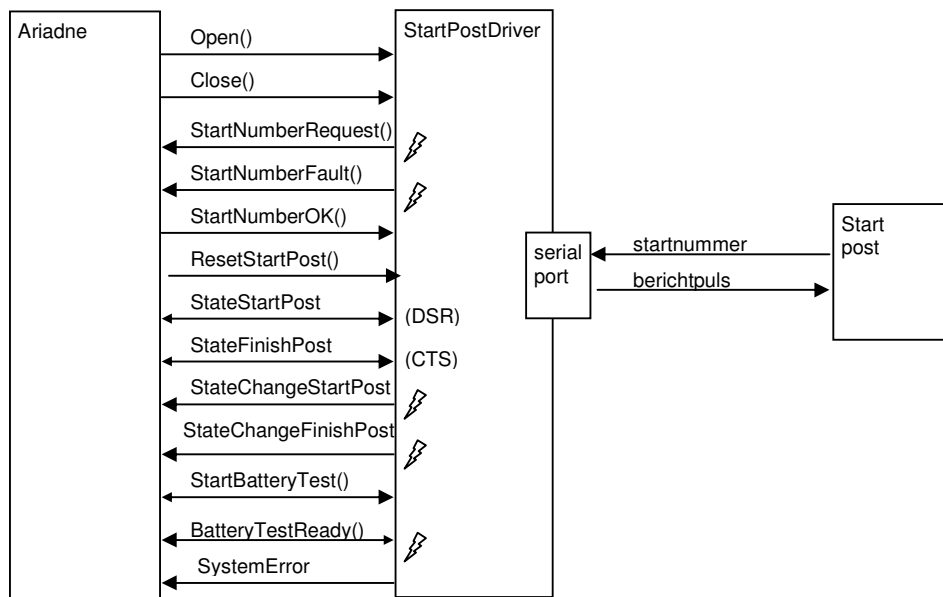 Ariadne
StartPostDriver
Open()
Close()
StartNumberRequest()
StartNumberFault()
StartNumberOK()
ResetStartPost()
StateStartPost
(DSR)
StateFinishPost
(CTS)
StateChangeStartPost
StateChangeFinishPost
StartBatteryTest()
BatteryTestReady()
SystemError
serial
port
startnummer
berichtpuls
Start
post